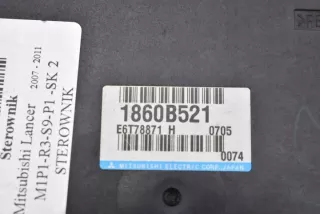 Sterownik
Mitsubishi Lancer
2007 - 2011
M1P1-R3-S9-P1 -SK 2
STEROWNIK
1860B521
E6T78871 H 0705
0074
MITSUBISHI ELECTRIC CORP. JAPAN